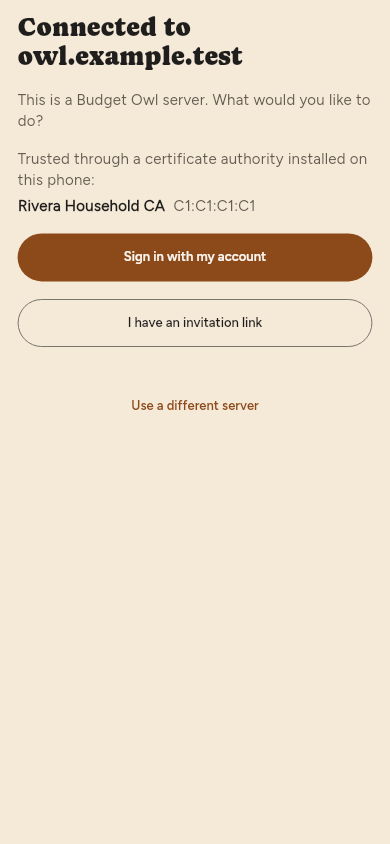 Connected to
owl.example.test
This is a Budget Owl server. What would you like to
do?
Trusted through a certificate authority installed on
this phone:
Rivera Household CA C1:C1:C1:C1
Sign in with my account
I have an invitation link
Use a different server